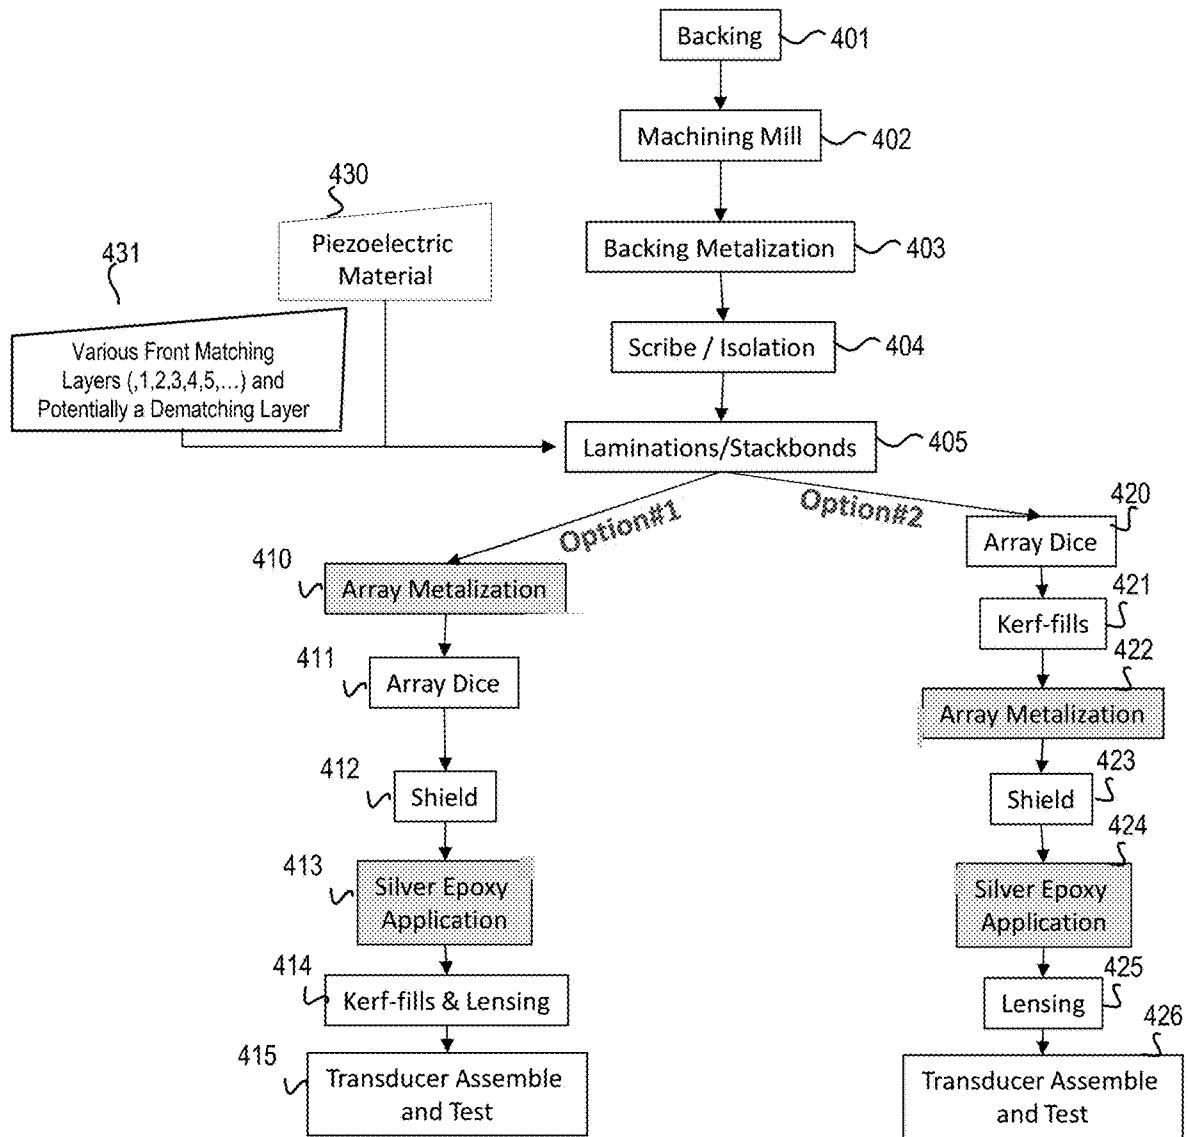 Backing
401
Machining Mill
402
430
Piezoelectric
Material
Backing Metalization
403
431
Various Front Matching
Layers (,1,2,3,4,5,...) and
Potentially a Dematching Layer
Scribe / Isolation
404
Laminations/Stackbonds
405
Option#1
Option#2
410
Array Metalization
411
Array Dice
412
Shield
413
Silver Epoxy
Application
414
Kerf-fills & Lensing
415
Transducer Assemble
and Test
420
Array Dice
421
Kerf-fills
422
Array Metalization
423
Shield
424
Silver Epoxy
Application
425
Lensing
426
Transducer Assemble
and Test